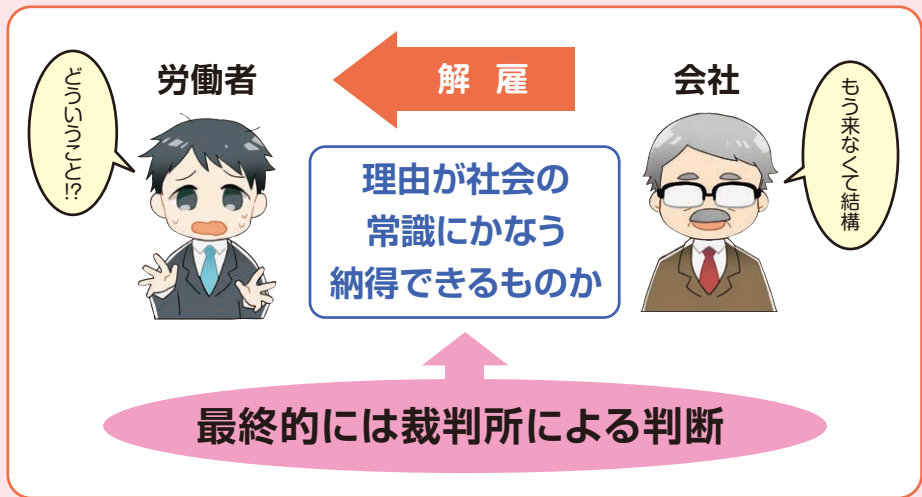 どういうこと!?
労働者
解雇
会社
もう来なくて結構
理由が社会の
常識にかなう
納得できるものか
最終的には裁判所による判断